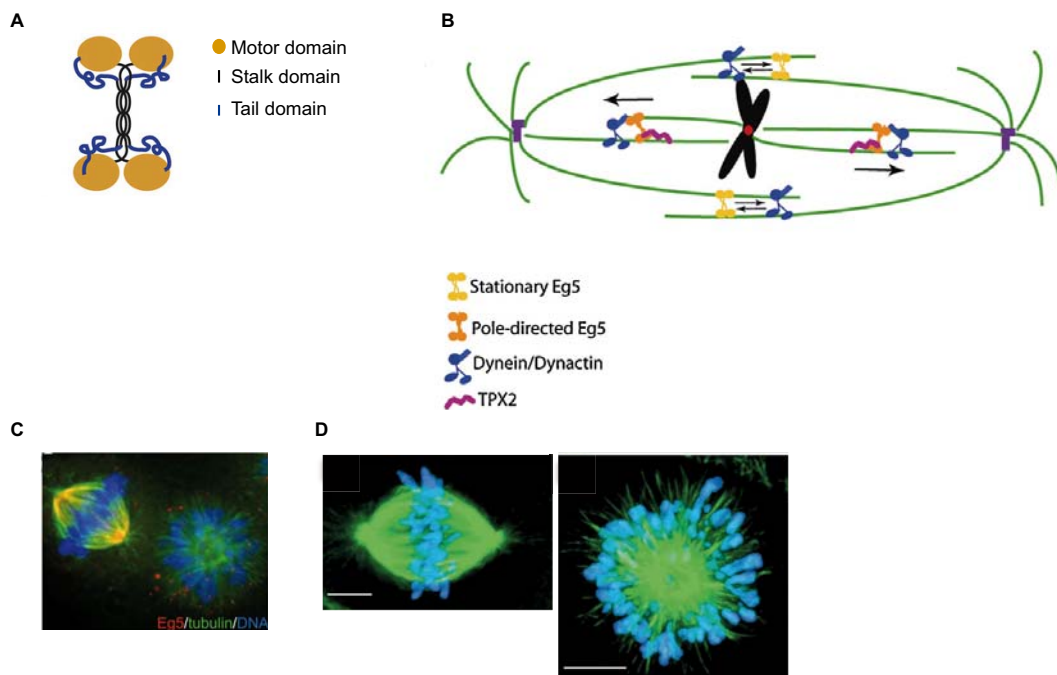 A
Motor domain
Stalk domain
Tail domain
B
Stationary Eg5
Pole-directed Eg5
Dynein/Dynactin
TPX2
C
Eg5/tubulin/DNA
D